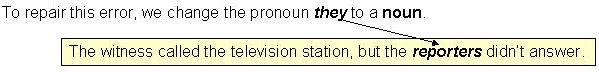 To repair this error, we change the pronoun they to a noun.
The witness called the television station, but the reporters didn't answer.